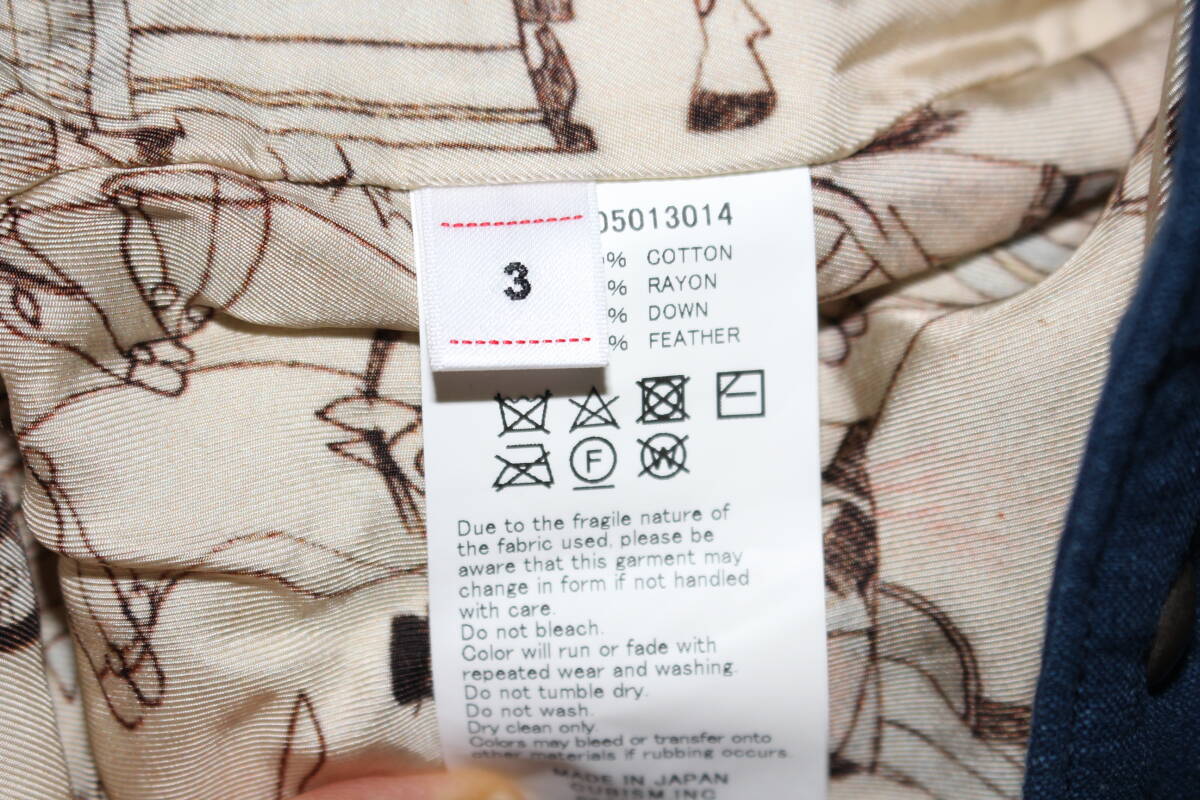 3
05013014
% COTTON
% RAYON
% DOWN
% FEATHER
F
W
Due to the fragile nature of
the fabric used, please be
aware that this garment may
change in form if not handled
with care.
Do not bleach.
Color will run or fade with
repeated wear and washing.
Do not tumble dry.
Do not wash.
Dry clean only.
Colors may bleed or transfer onto
other materials if rubbing occurs.
MADE IN JAPAN
CUBISM INC